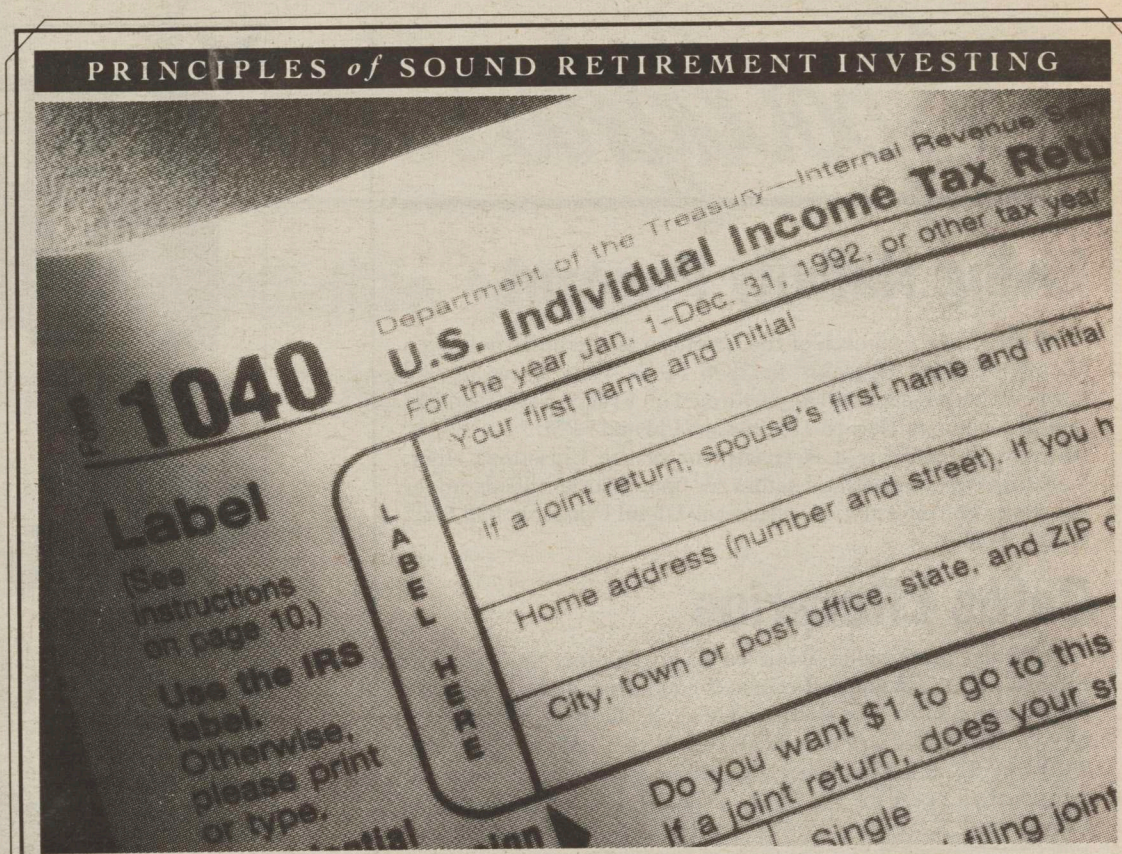 PRINCIPLES of SOUND RETIREMENT INVESTING
Department of the Treasury—Internal Revenue
U.S. Individual Income Tax Retu
For the year Jan. 1-Dec. 31, 1992, or other tax year
1040
Label
(See
instructions
on page 10.)
Use the IRS
label.
Otherwise,
please print
or type.
LABEL HERE
Your first name and initial
If a joint return, spouse's first name and initial
Home address (number and street). If you h
City, town or post office, state, and ZIP c
Do you want $1 to go to this
If a joint return, does your sp
Single
filing joint